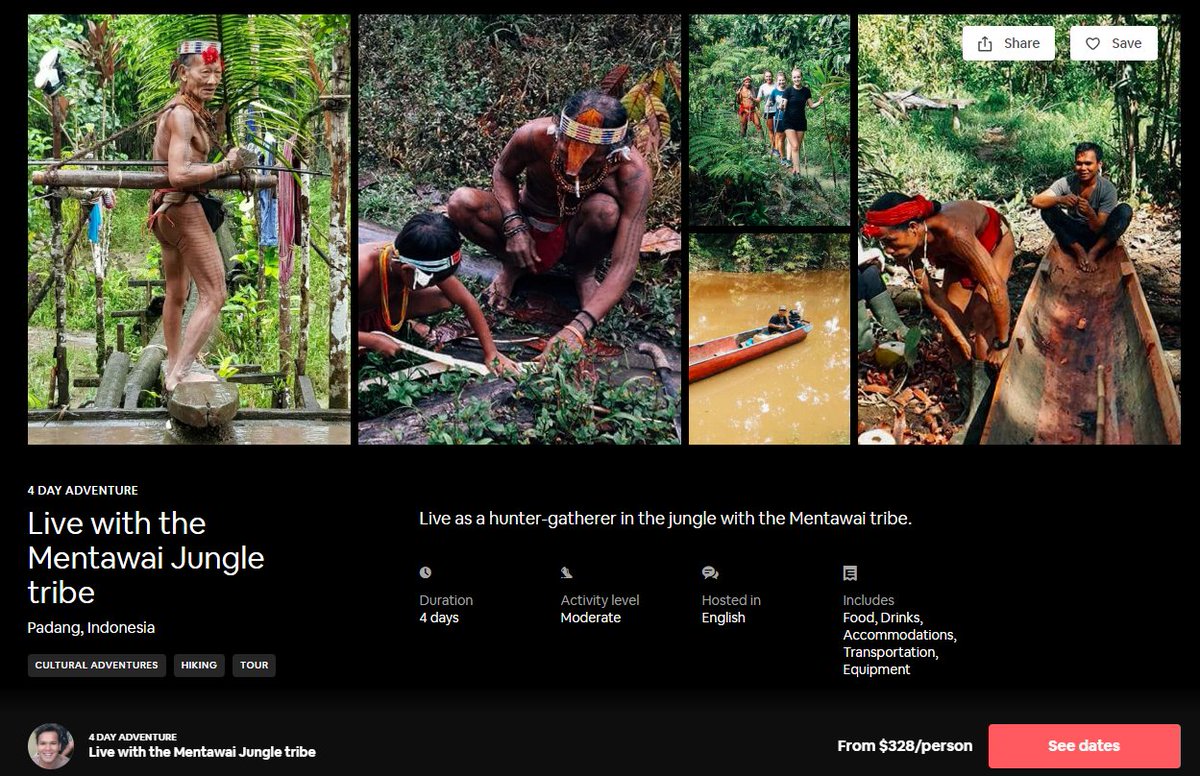 Share
Save
4 DAY ADVENTURE
Live with the
Mentawai Jungle
tribe
Padang, Indonesia
CULTURAL ADVENTURES
HIKING
TOUR
Live as a hunter-gatherer in the jungle with the Mentawai tribe.
Duration
4 days
Activity level
Moderate
Hosted in
English
Includes
Food, Drinks,
Accommodations,
Transportation,
Equipment
4 DAY ADVENTURE
Live with the Mentawai Jungle tribe
From $328/person
See dates